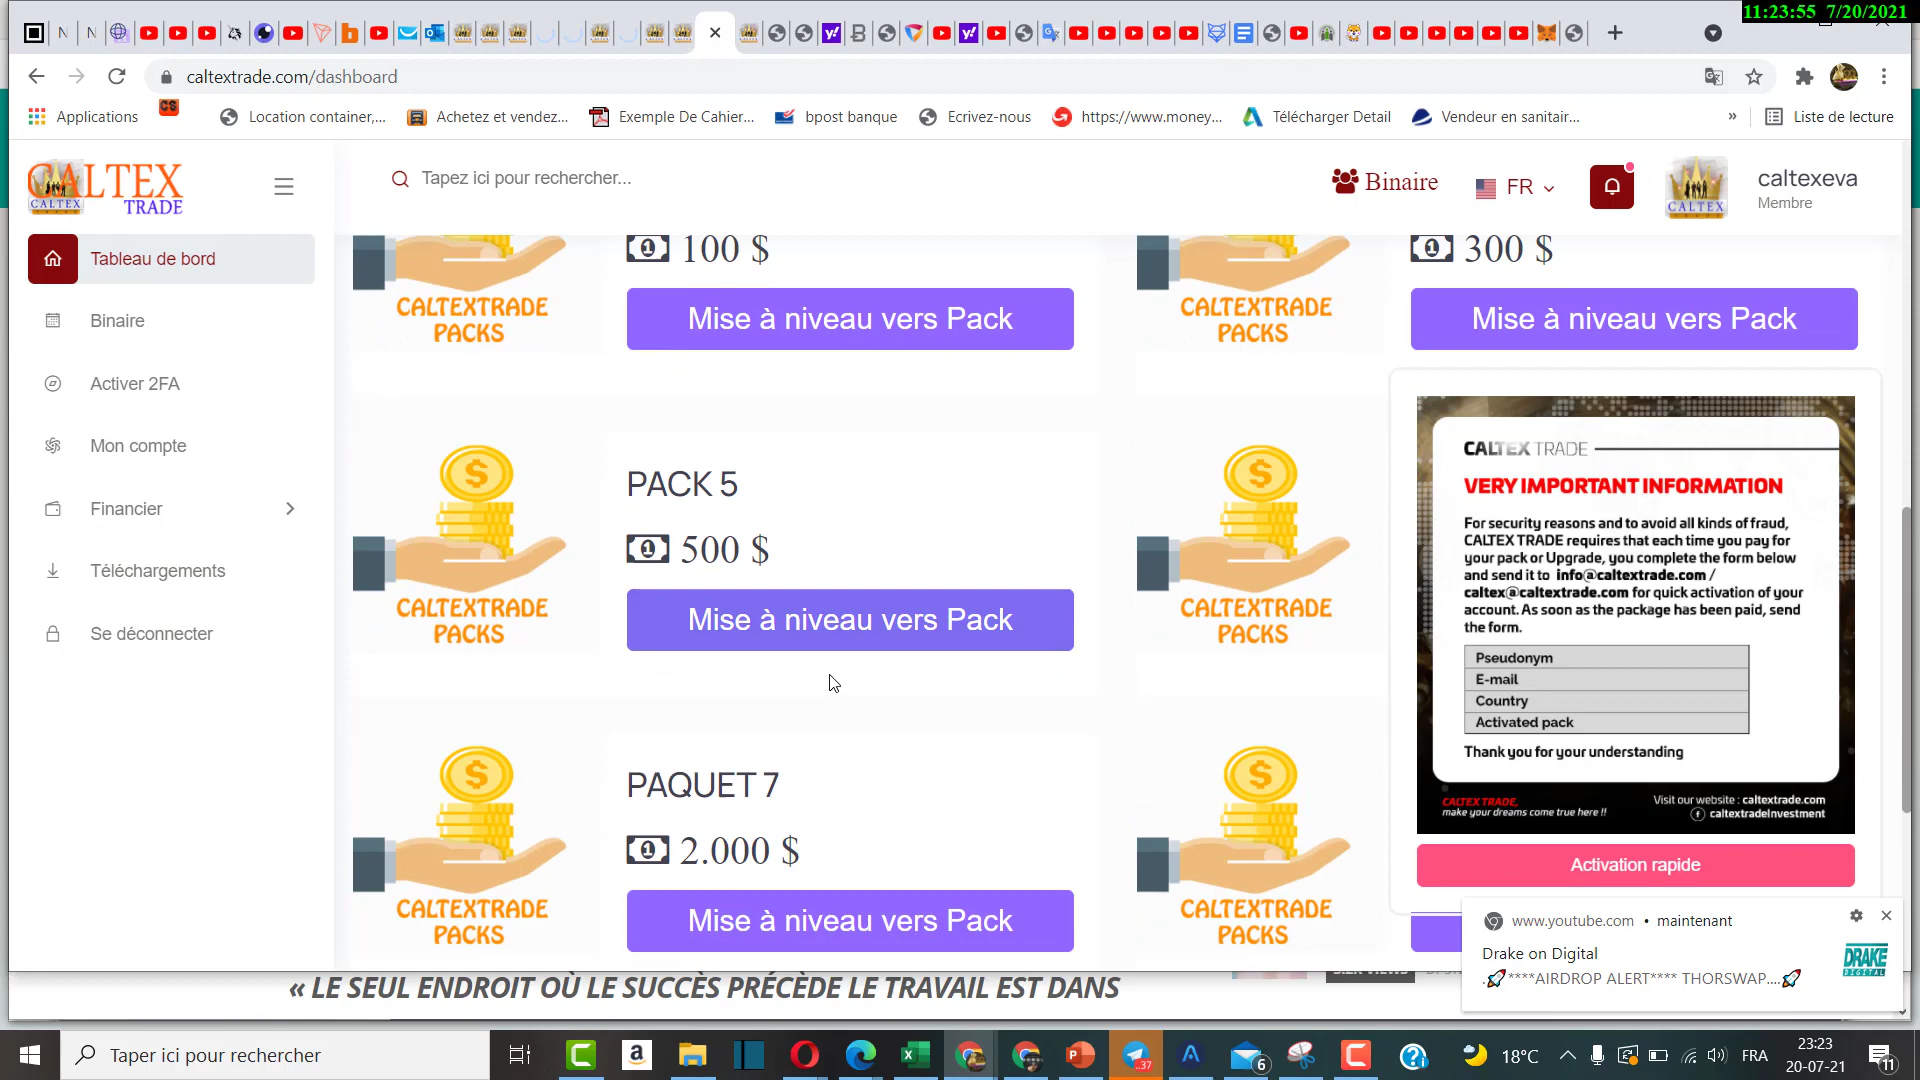 11:23:55 7/20/2021
caltextrade.com/dashboard
Applications
CS
Location container,...
Achetez et vendez...
Exemple De Cahier...
bpost banque
Ecrivez-nous
https://www.money...
Télécharger Detail
Vendeur en sanitair...
»
Liste de lecture
CALTEX
TRADE
CALTEX
Tapez ici pour rechercher...
Binaire
FR
CALTEX
caltexeva
Membre
Tableau de bord
Binaire
Activer 2FA
Mon compte
Financier
Téléchargements
Se déconnecter
100 $
CALTEXTRADE
PACKS
Mise à niveau vers Pack
300 $
CALTEXTRADE
PACKS
Mise à niveau vers Pack
PACK 5
500 $
CALTEXTRADE
PACKS
Mise à niveau vers Pack
CALTEXTRADE
PACKS
PAQUET 7
2.000 $
CALTEXTRADE
PACKS
Mise à niveau vers Pack
CALTEXTRADE
PACKS
CALTEX TRADE
VERY IMPORTANT INFORMATION
For security reasons and to avoid all kinds of fraud,
CALTEX TRADE requires that each time you pay for
your pack or Upgrade, you complete the form below
and send it to info@caltextrade.com /
caltex@caltextrade.com for quick activation of your
account. As soon as the package has been paid, send
the form.
Pseudonym
E-mail
Country
Activated pack
Thank you for your understanding
CALTEX TRADE,
make your dreams come true here !!
Visit our website : caltextrade.com
caltextradeInvestment
Activation rapide
www.youtube.com • maintenant
Drake on Digital
.🚀****AIRDROP ALERT**** THORSWAP....🚀
DRAKE
DIGITAL
« LE SEUL ENDROIT OÙ LE SUCCÈS PRÉCÈDE LE TRAVAIL EST DANS
Taper ici pour rechercher
37
6
18°C
FRA
23:23
20-07-21
11